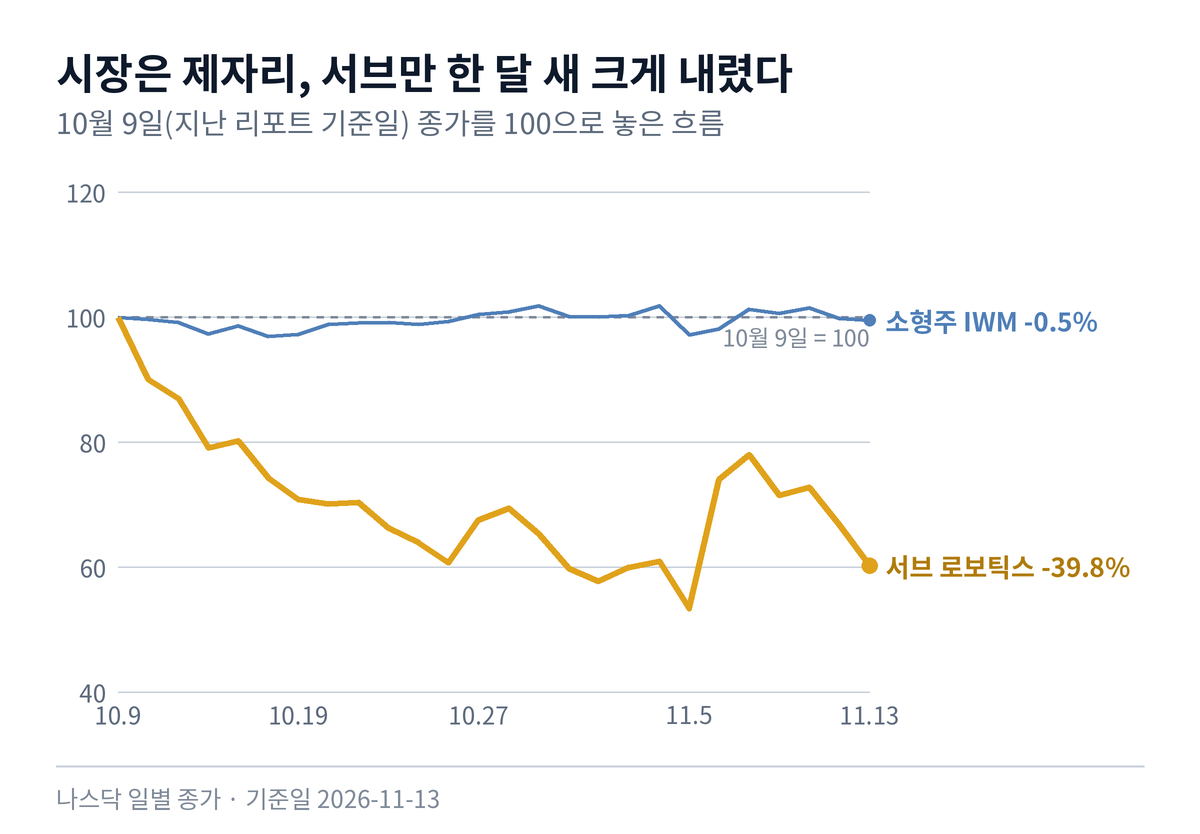 시장은 제자리, 서브만 한 달 새 크게 내렸다
10월 9일(지난 리포트 기준일) 종가를 100으로 놓은 흐름
120
100
소형주 IWM -0.5%
10월 9일 = 100
80
60
서브 로보틱스 -39.8%
40
10.9 10.19 10.27 11.5 11.13
나스닥 일별 종가 · 기준일 2026-11-13